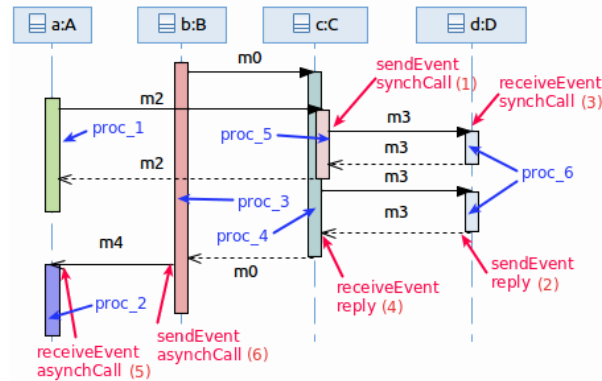 a:A
b:B
c:C
d:D
m0
sendEvent
synchCall (1)
receiveEvent
synchCall (3)
m2
m3
proc_1
proc_5
m3
m2
m3
proc_6
proc_3
m3
proc_4
m4
m0
sendEvent
reply (2)
receiveEvent
reply (4)
proc_2
sendEvent
asynchCall (6)
receiveEvent
asynchCall (5)